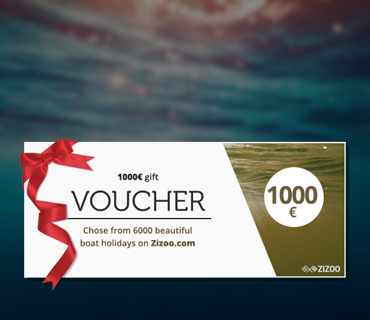 1000€ gift
VOUCHER
Chose from 6000 beautiful
boat holidays on Zizoo.com
1000
€
ZIZOO